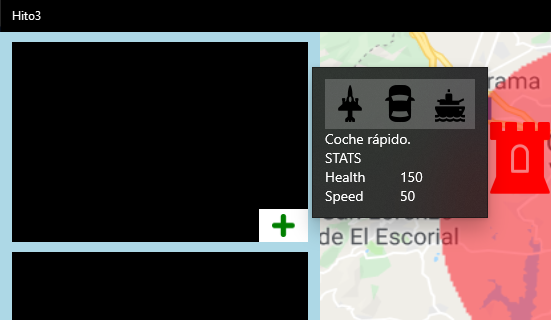 Hito3
rama
Coche rápido.
STATS
Health 150
Speed 50
de El Escorial